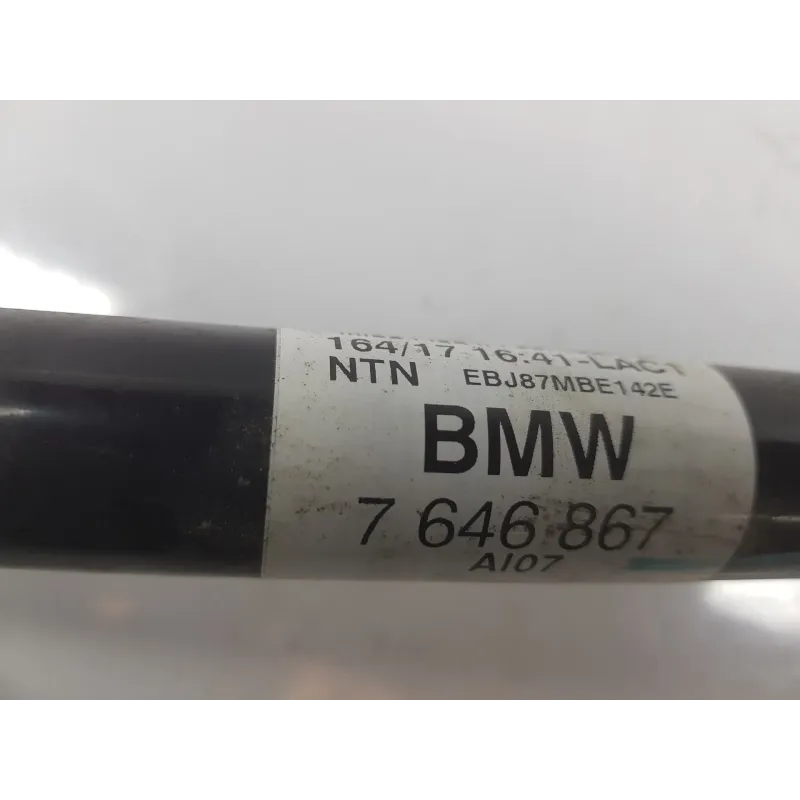 164/17 16:41-LAC1
NTN EBJ87MBE142E
BMW
7 646 867
AI07